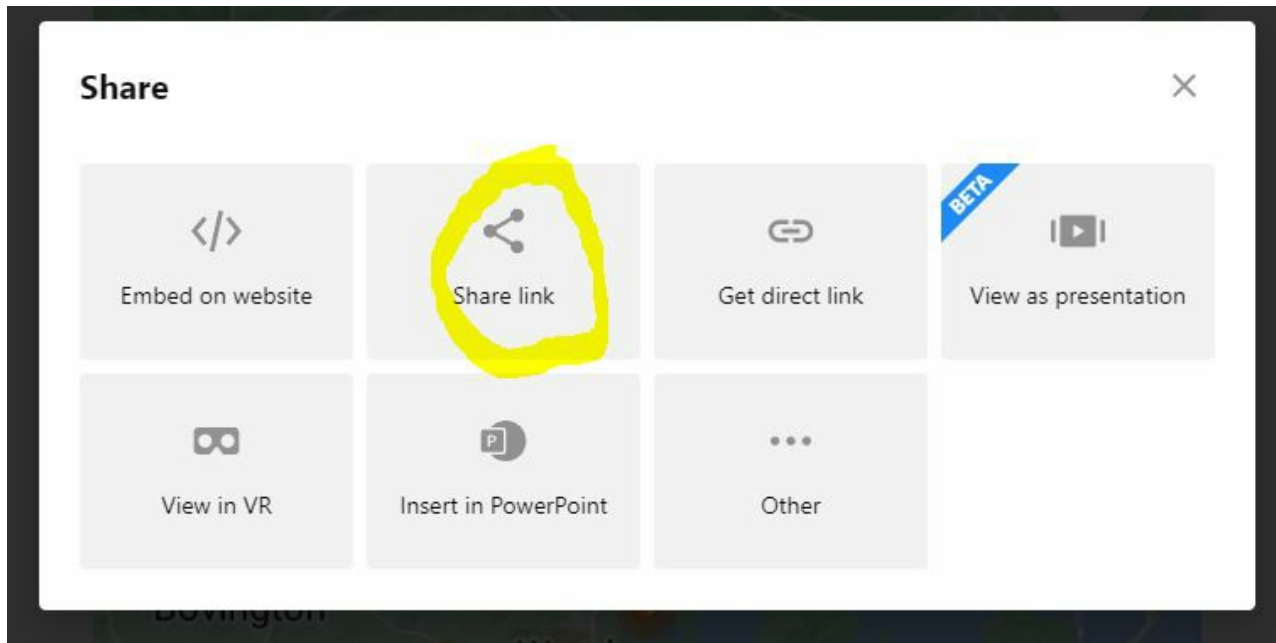 Share
Embed on website
Share link
Get direct link
BETA
View as presentation
View in VR
P
Insert in PowerPoint
Other
Bovington